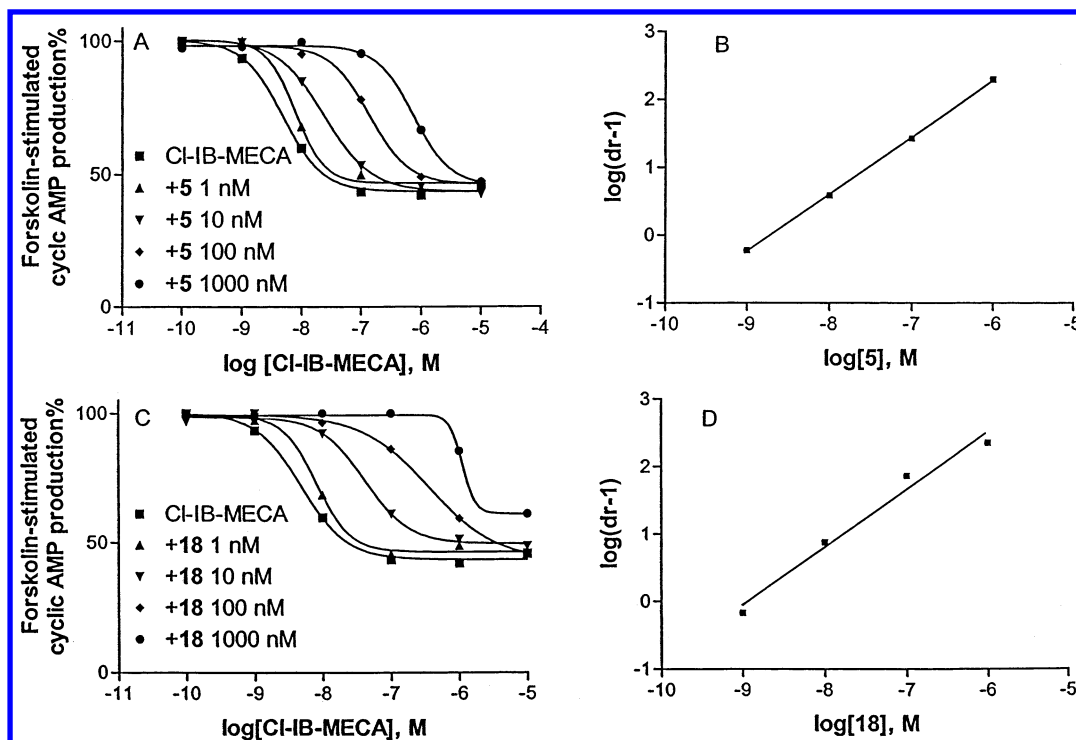 A
Forskolin-stimulated
cyclc AMP production%
100
50
0
Cl-IB-MECA
+5 1 nM
+5 10 nM
+5 100 nM
+5 1000 nM
-11 -10 -9 -8 -7 -6 -5 -4
log [Cl-IB-MECA], M
B
log(dr-1)
3
2
1
0
-1
-10 -9 -8 -7 -6 -5
log[5], M
C
Forskolin-stimulated
cyclic AMP production%
100
50
0
Cl-IB-MECA
+18 1 nM
+18 10 nM
+18 100 nM
+18 1000 nM
-11 -10 -9 -8 -7 -6 -5
log[Cl-IB-MECA], M
D
log(dr-1)
3
2
1
0
-1
-10 -9 -8 -7 -6 -5
log[18], M